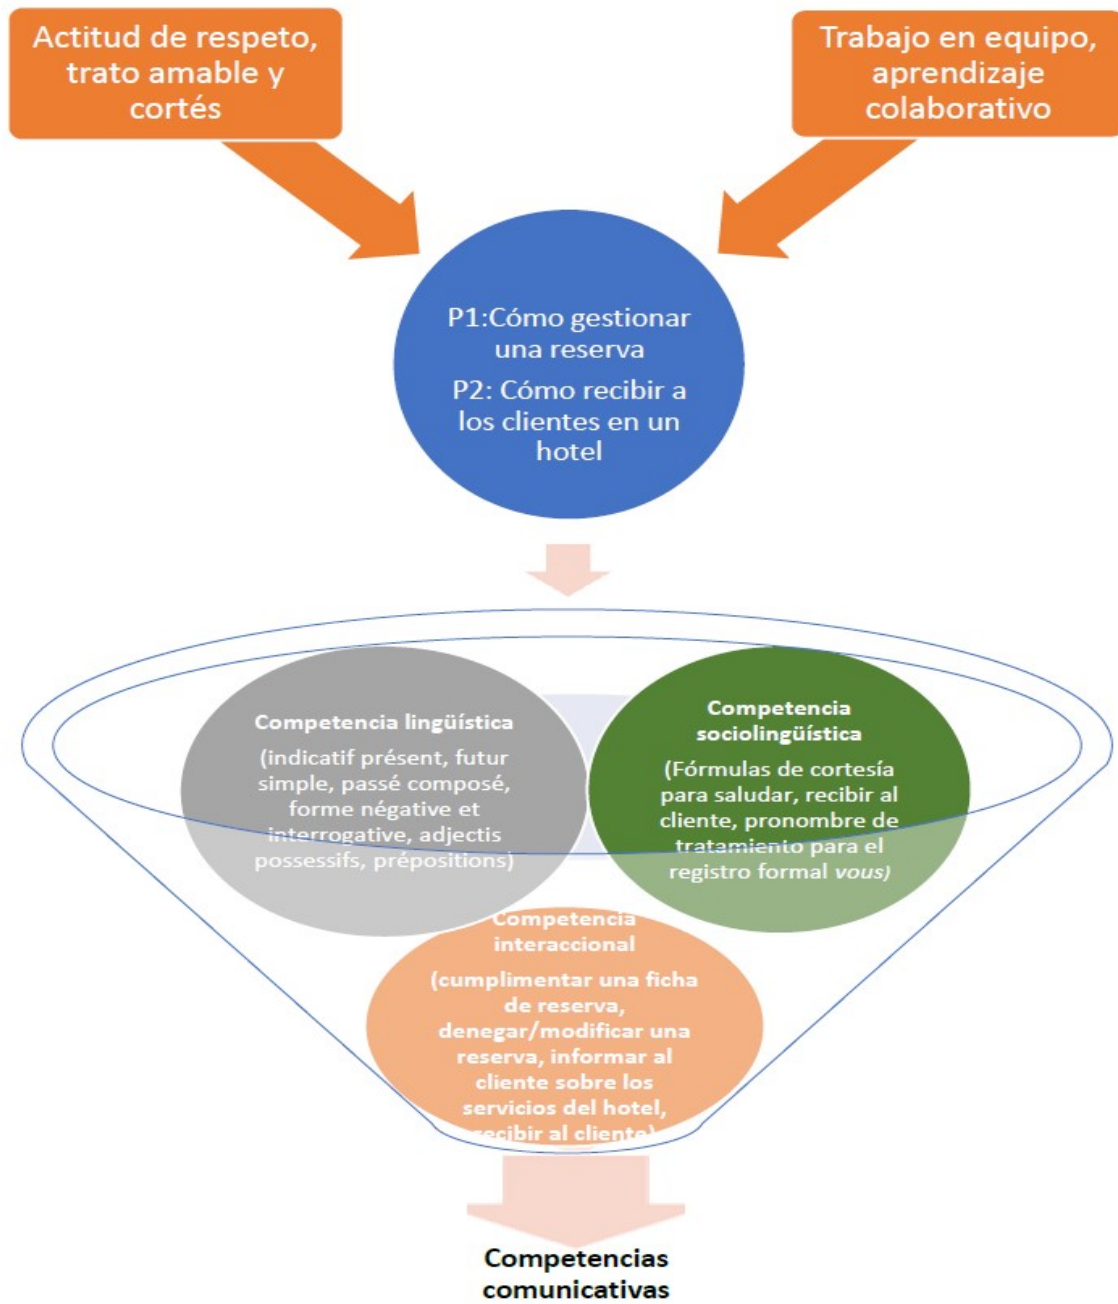 Actitud de respeto,
trato amable y
cortés
Trabajo en equipo,
aprendizaje
colaborativo
P1:Cómo gestionar
una reserva
P2: Cómo recibir a
los clientes en un
hotel
Competencia lingüística
(indicatif présent, futur
simple, passé composé,
forme négative et
interrogative, adjectis
possessifs, prépositions)
Competencia
sociolingüística
(Fórmulas de cortesía
para saludar, recibir al
cliente, pronombre de
tratamiento para el
registro formal vous)
Competencia
interaccional
(cumplimentar una ficha
de reserva,
denegar/modificar una
reserva, informar al
cliente sobre los
servicios del hotel,
recibir al cliente)
Competencias
comunicativas